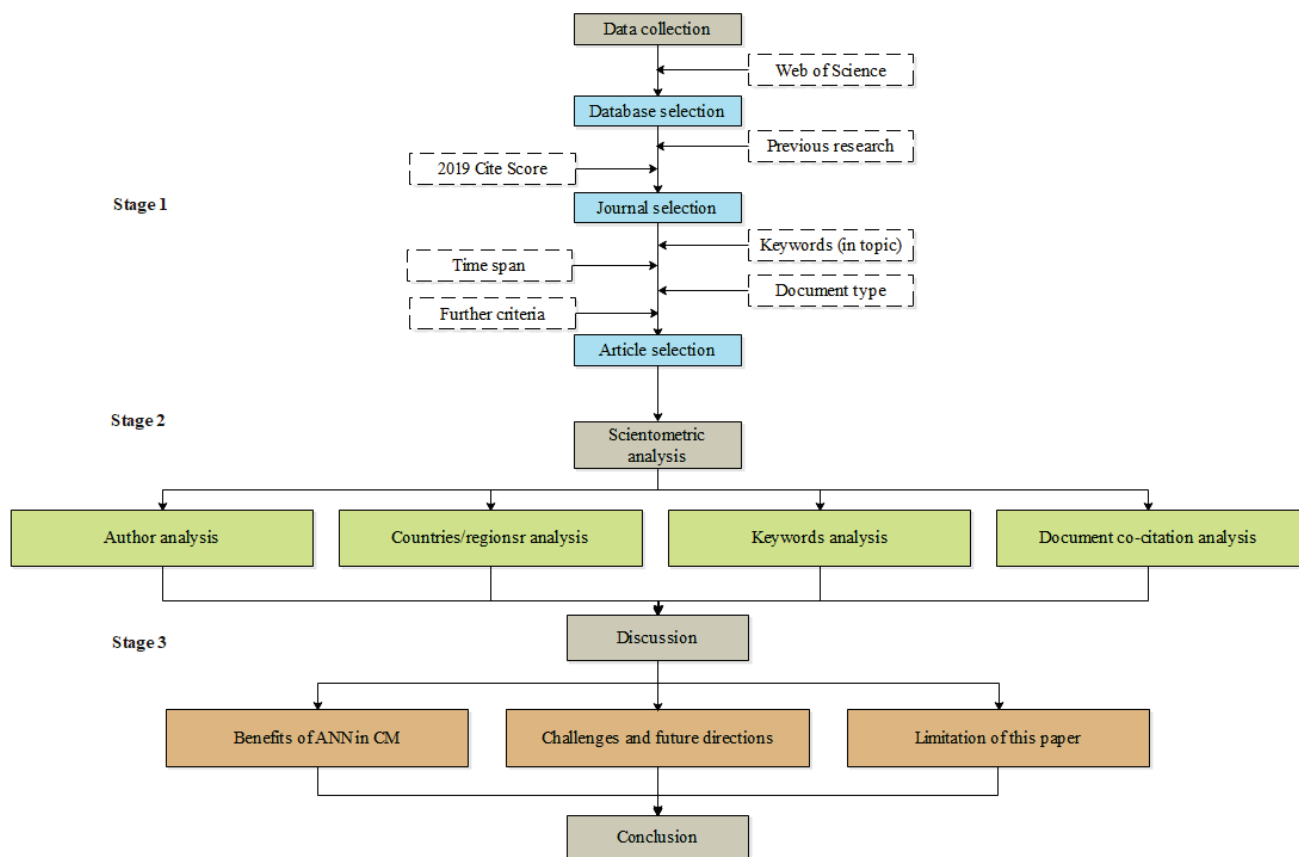 Data collection
Web of Science
Database selection
Previous research
2019 Cite Score
Stage 1
Journal selection
Keywords (in topic)
Time span
Document type
Further criteria
Article selection
Stage 2
Scientometric
analysis
Author analysis
Countries/regionsr analysis
Keywords analysis
Document co-citation analysis
Discussion
Stage 3
Benefits of ANN in CM
Challenges and future directions
Limitation of this paper
Conclusion